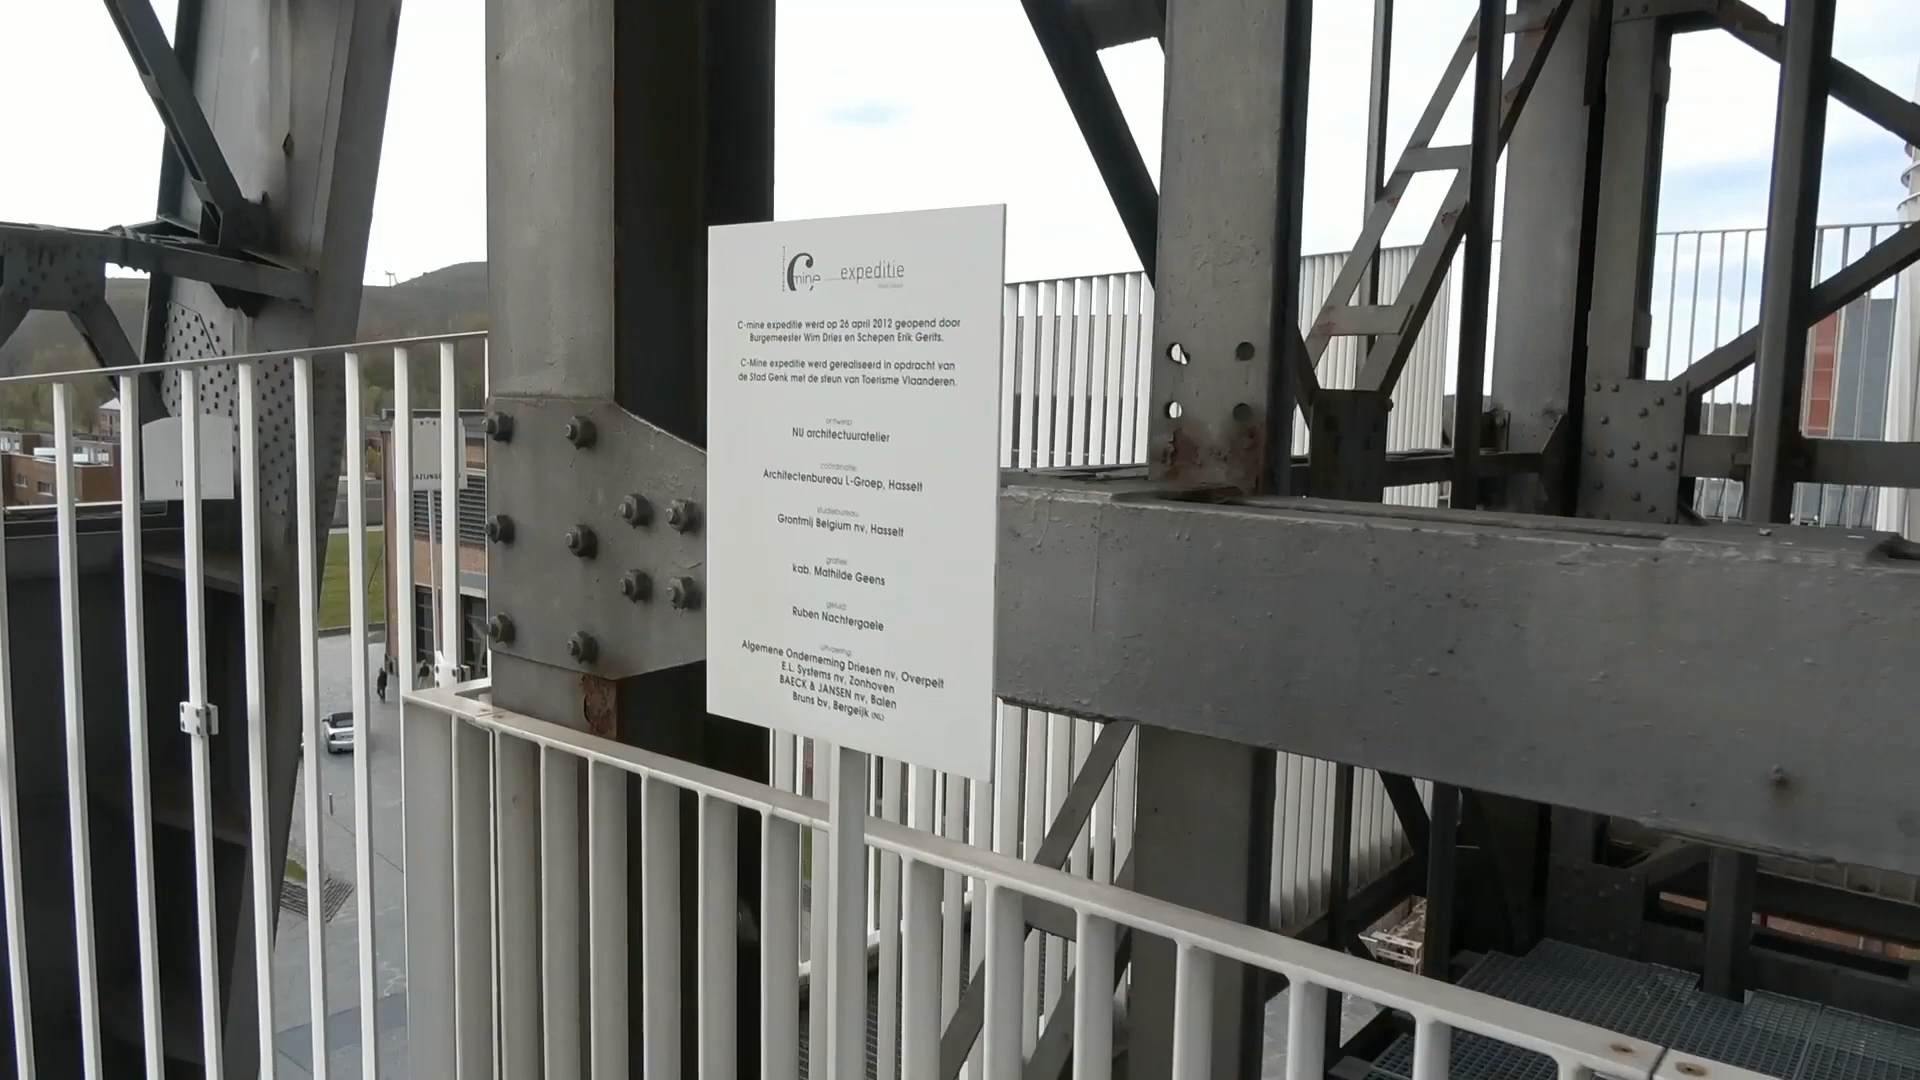 C-mine expeditie
C-mine expeditie werd op 26 april 2012 geopend door
Burgemeester Wim Dries en Schepen Erik Gerits.
C-Mine expeditie werd gerealiseerd in opdracht van
de Stad Genk met de steun van Toerisme Vlaanderen.
ontwerp:
NU architectuuratelier
coördinatie:
Architectenbureau L-Groep, Hasselt
studiebureau:
Grontmij Belgium nv, Hasselt
grafiek:
kab. Mathilde Geens
geluid:
Ruben Nachtergaele
uitvoering:
Algemene Onderneming Driesen nv, Overpelt
E.L. Systems nv, Zonhoven
BAECK & JANSEN nv, Balen
Bruns bv, Bergeijk (NL)